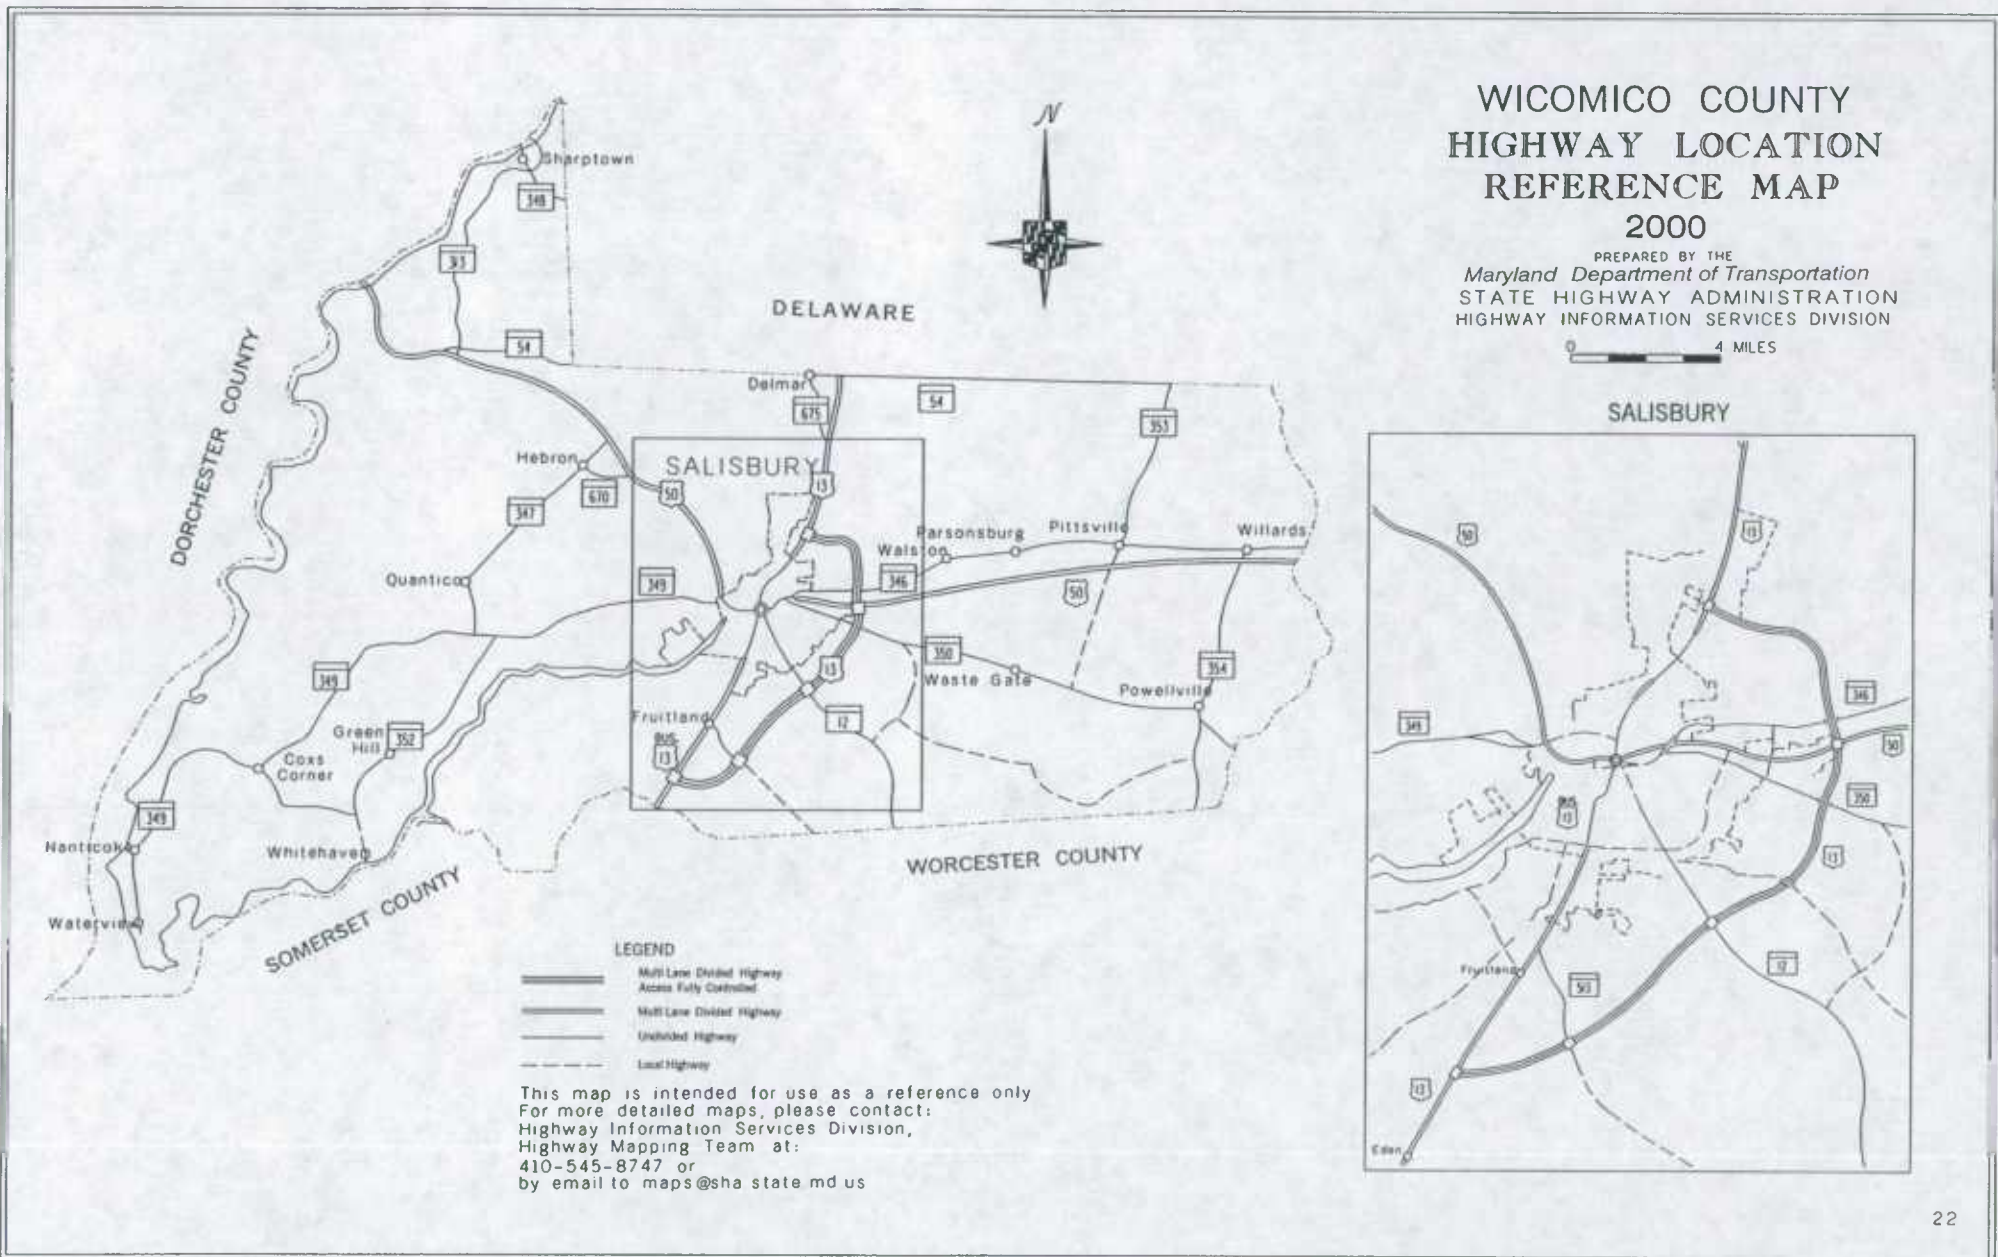 WICOMICO COUNTY
HIGHWAY LOCATION
REFERENCE MAP
2000
PREPARED BY THE
Maryland Department of Transportation
STATE HIGHWAY ADMINISTRATION
HIGHWAY INFORMATION SERVICES DIVISION
0 4 MILES
N
Sharptown
348
313
DELAWARE
54
DORCHESTER COUNTY
Delmar
675
54
353
Hebron
670
SALISBURY
50
13
347
Parsonsburg
Pittsville
Willards
Walston
Quantico
349
346
50
349
350
Waste Gate
354
Powellville
13
Fruitland
12
BUS
13
Green
Hill
352
Coxs
Corner
349
Nanticoke
Whitehaven
Waterview
SOMERSET COUNTY
WORCESTER COUNTY
SALISBURY
50
13
346
349
50
BUS
13
350
13
Fruitland
12
513
13
Eden
LEGEND
Multi Lane Divided Highway
Access Fully Controlled
Multi Lane Divided Highway
Undivided Highway
Local Highway
This map is intended for use as a reference only
For more detailed maps, please contact:
Highway Information Services Division,
Highway Mapping Team at:
410-545-8747 or
by email to maps@sha state md us
22